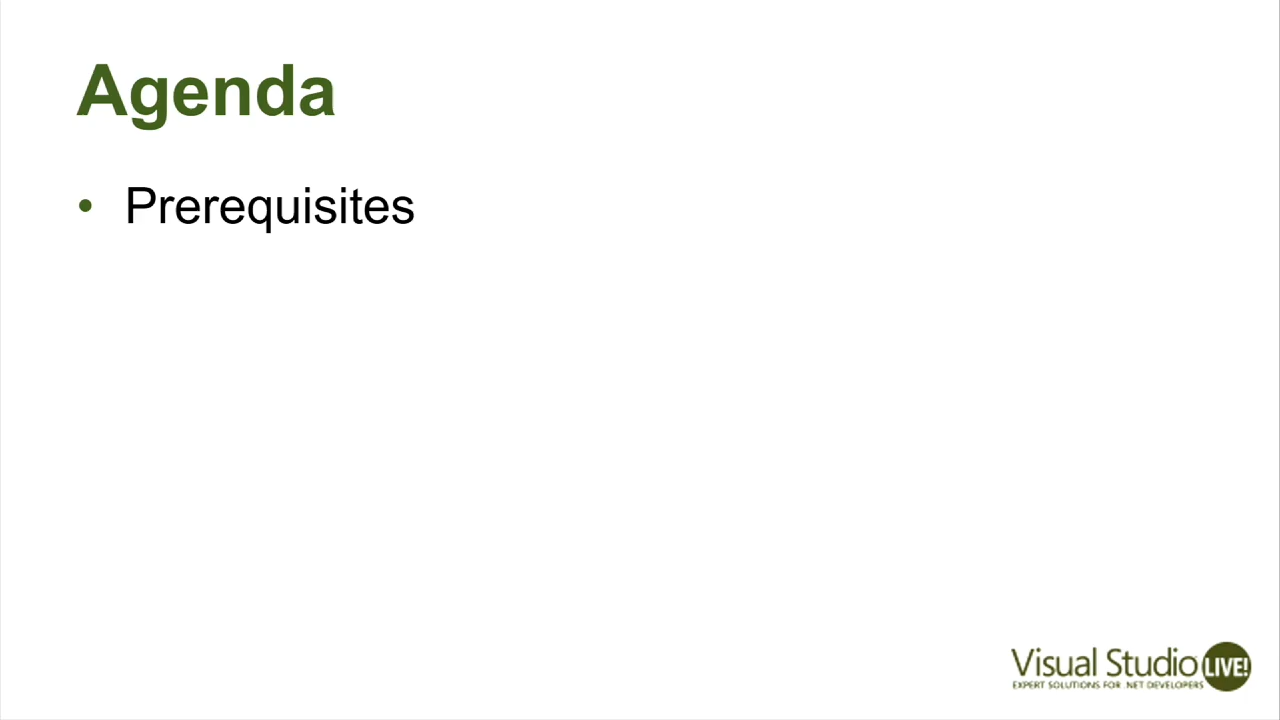 Agenda
• Prerequisites
Visual Studio LIVE!
EXPERT SOLUTIONS FOR .NET DEVELOPERS